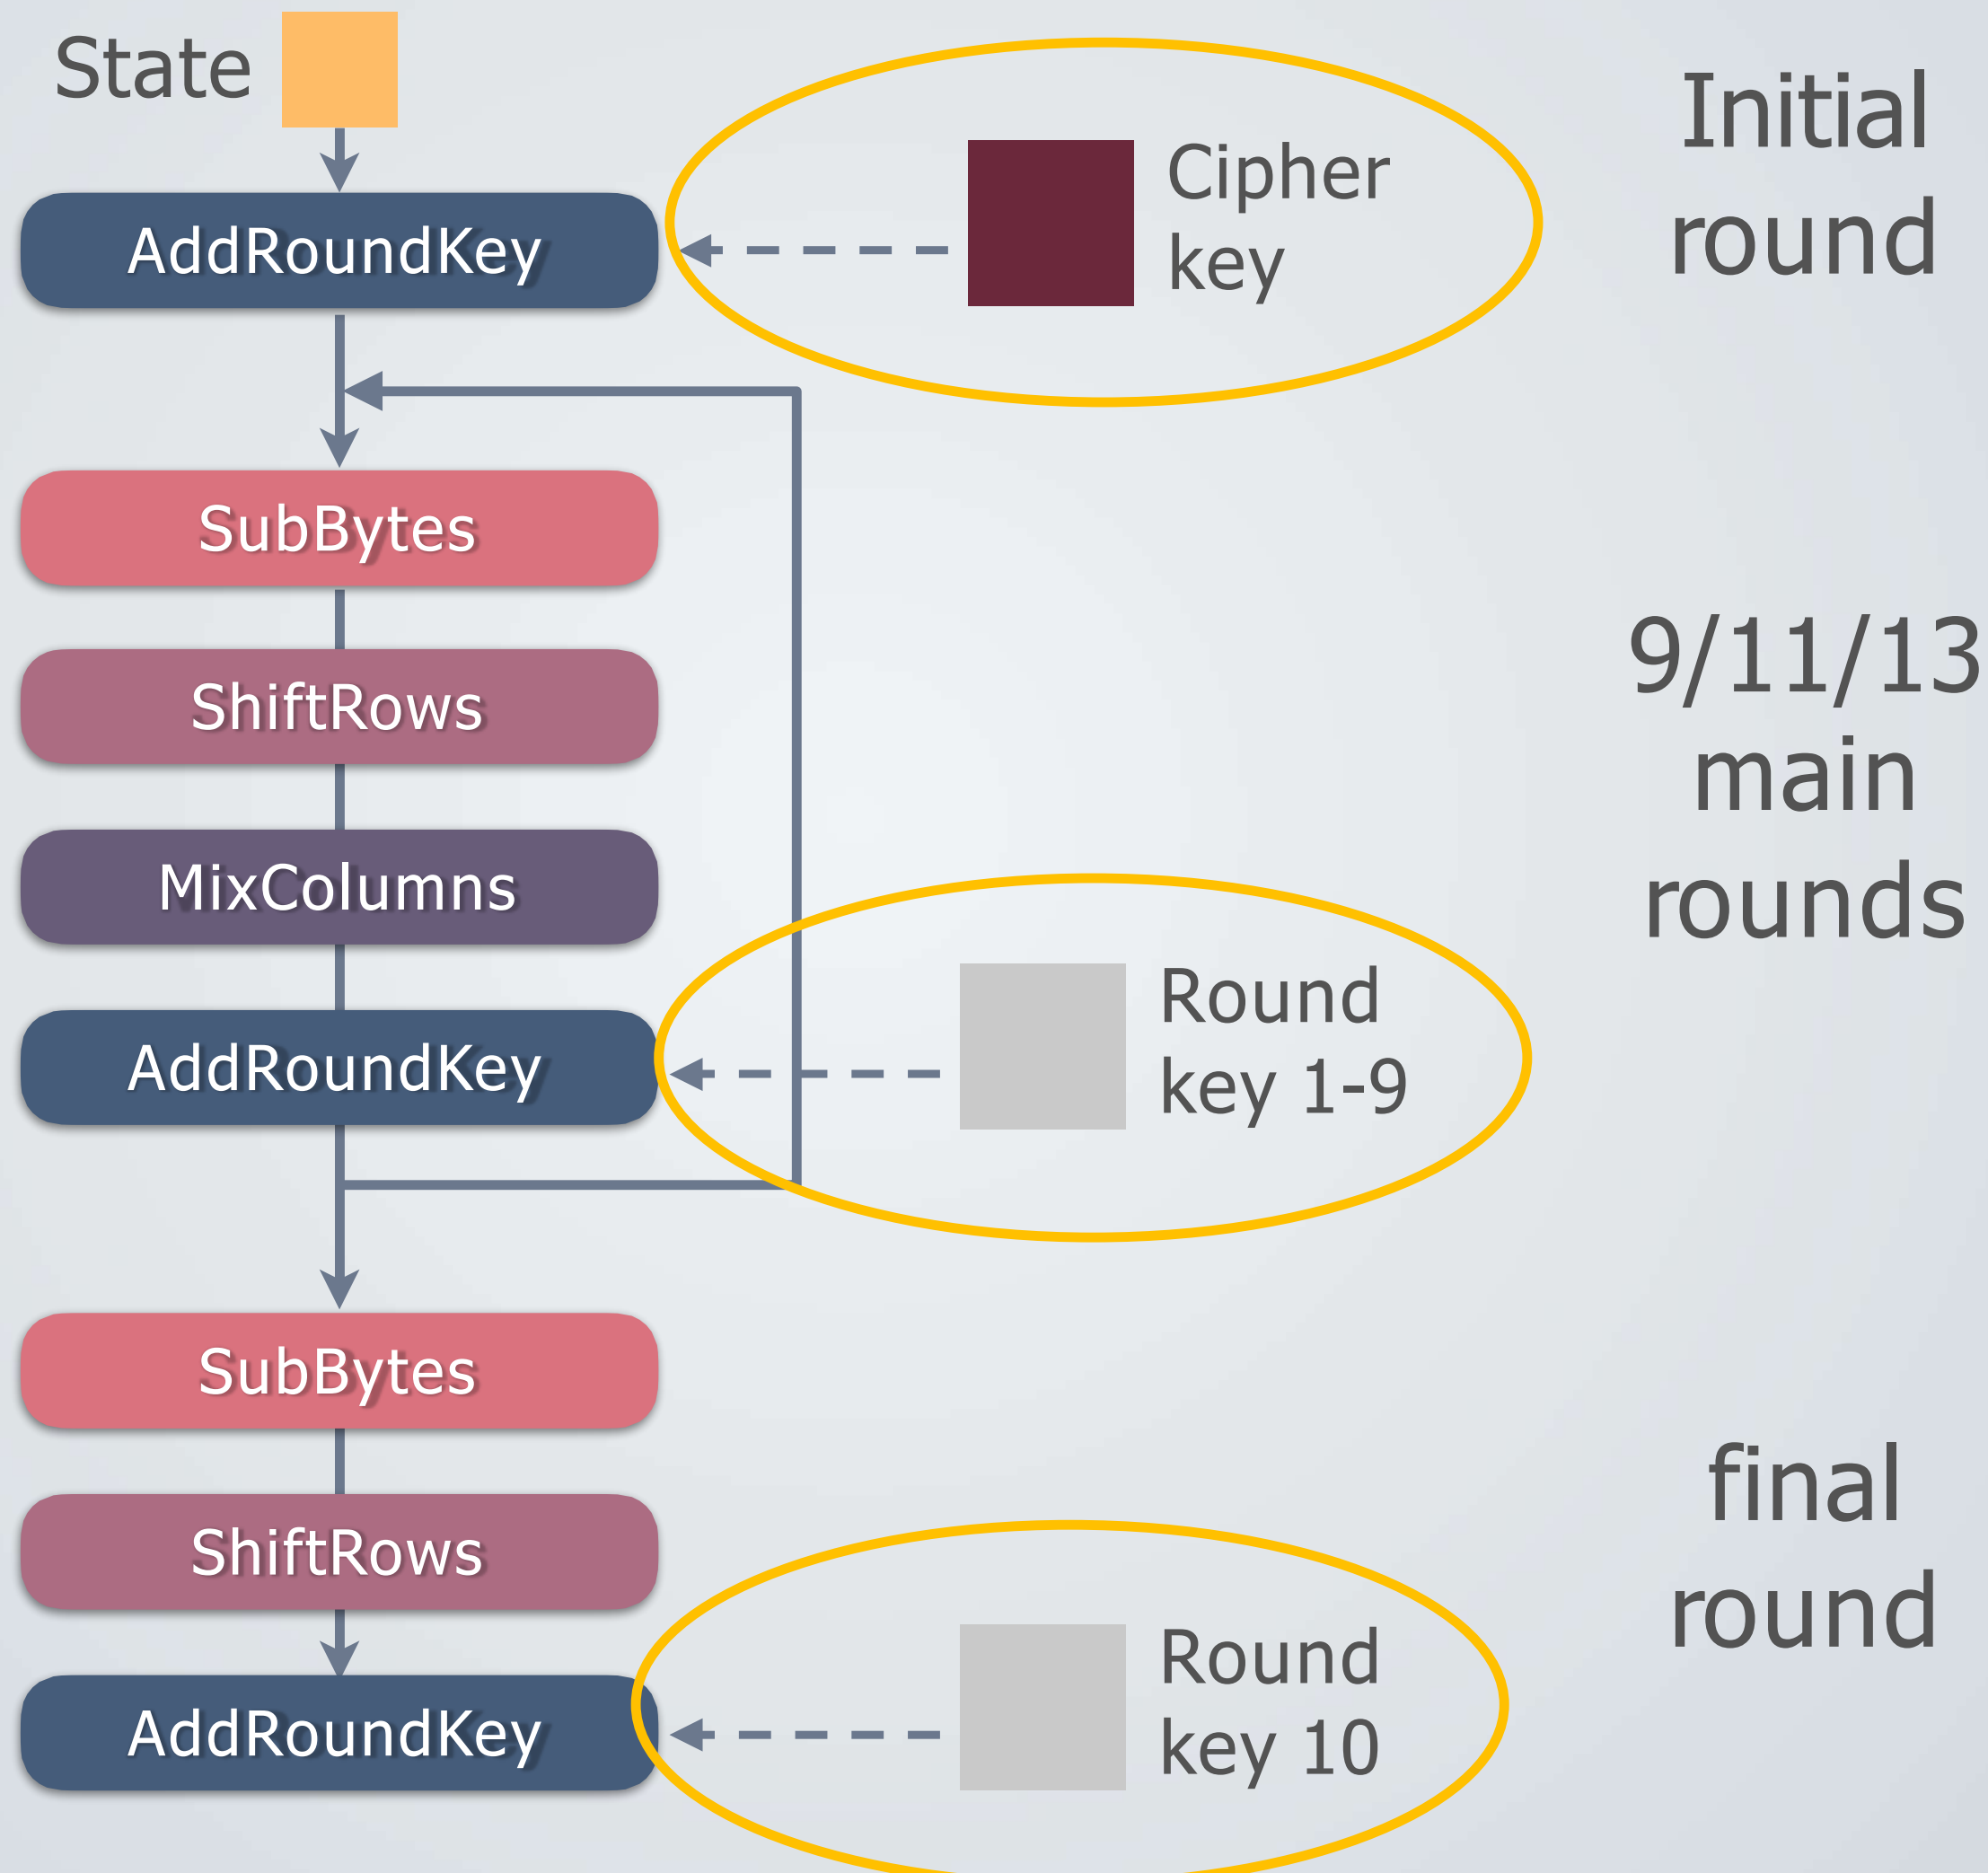 State
Cipher
key
Initial
round
AddRoundKey
SubBytes
ShiftRows
MixColumns
AddRoundKey
Round
key 1-9
9/11/13
main
rounds
SubBytes
ShiftRows
AddRoundKey
Round
key 10
final
round